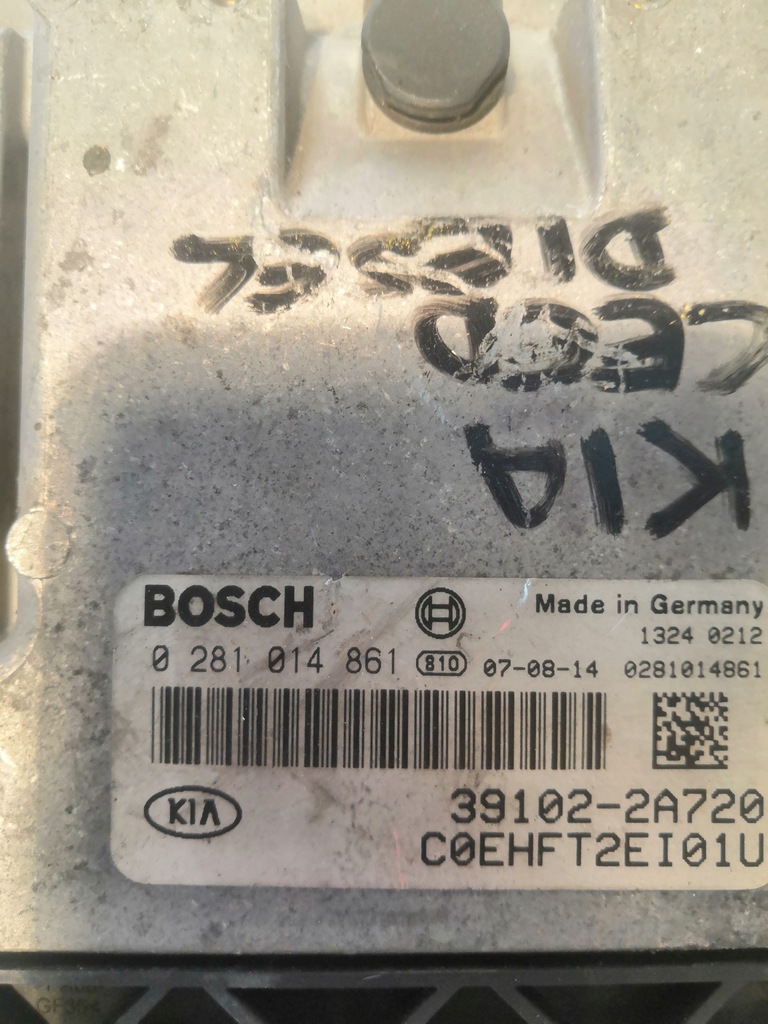 KIA
CEED
DIESEL
BOSCH
Made in Germany
1324 0212
0 281 014 861 810 07-08-14 0281014861
KIA
39102-2A720
C0EHFT2EI01U